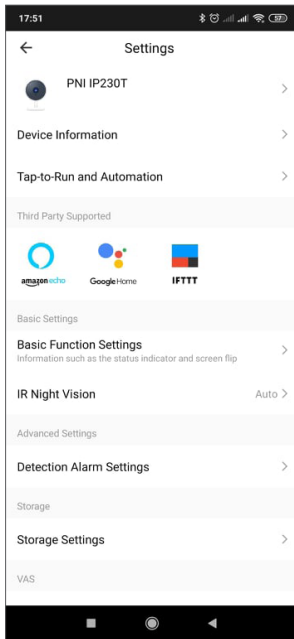 17:51
57
Settings
PNI IP230T
Device Information
Tap-to-Run and Automation
Third Party Supported
amazon echo
Google Home
IFTTT
Basic Settings
Basic Function Settings
Information such as the status indicator and screen flip
IR Night Vision
Auto
Advanced Settings
Detection Alarm Settings
Storage
Storage Settings
VAS